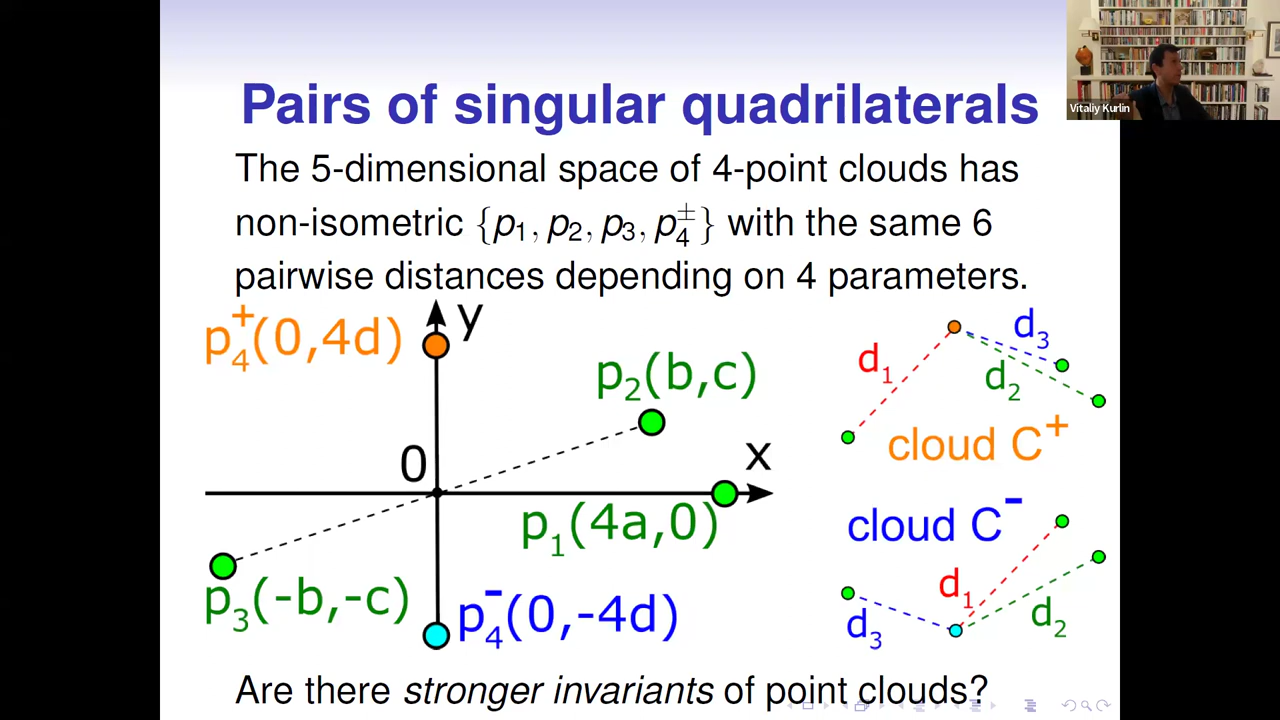 Vitaliy Kurlin
Pairs of singular quadrilaterals
The 5-dimensional space of 4-point clouds has
non-isometric {p₁, p₂, p₃, p₄±} with the same 6
pairwise distances depending on 4 parameters.
p₄⁺(0,4d)
y
p₂(b,c)
0
x
p₁(4a,0)
p₃(-b,-c)
p₄⁻(0,-4d)
d₃
d₁
d₂
cloud C⁺
cloud C⁻
d₁
d₃
d₂
Are there stronger invariants of point clouds?